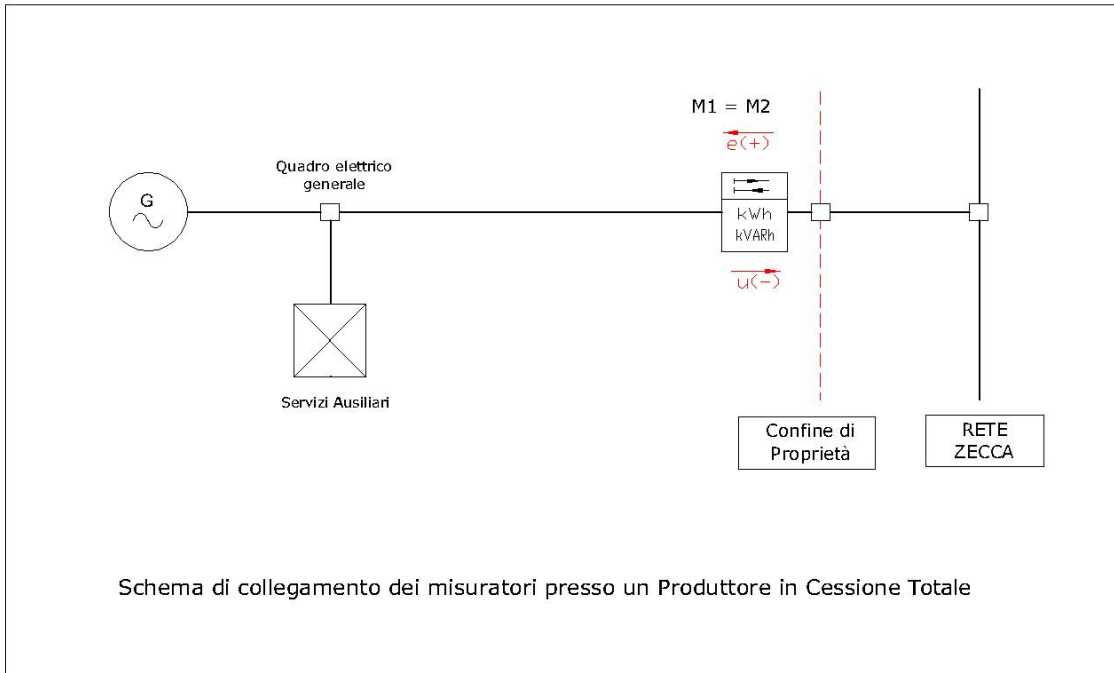 M1 = M2
e(+)
Quadro elettrico
generale
G
kWh
kVARh
u(-)
Servizi Ausiliari
Confine di
Proprietà
RETE
ZECCA
Schema di collegamento dei misuratori presso un Produttore in Cessione Totale